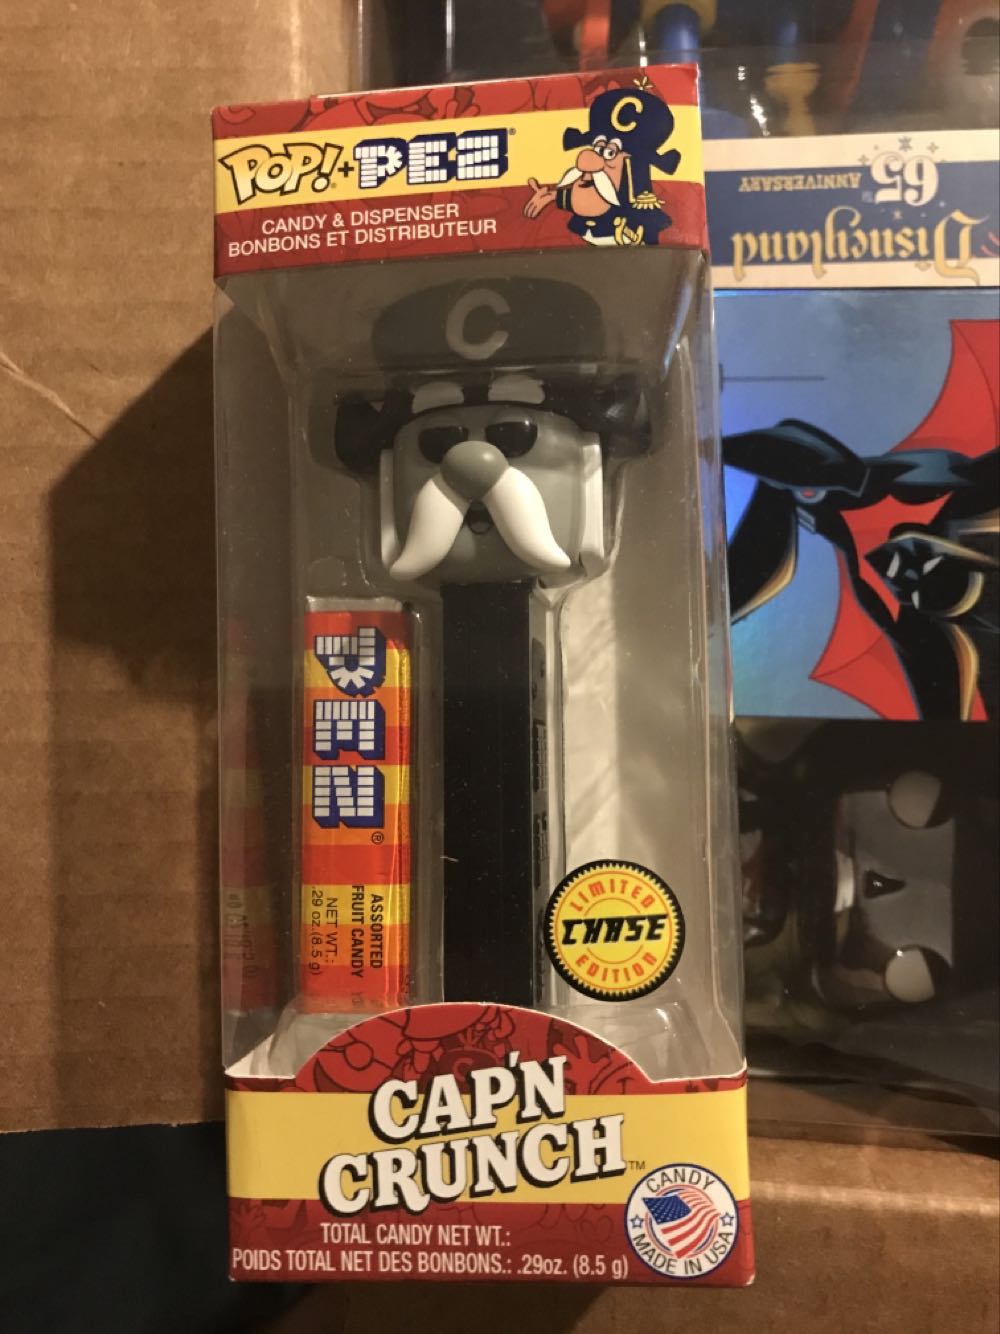 POP!+PEZ®
CANDY & DISPENSER
BONBONS ET DISTRIBUTEUR
C
C
PEZ®
ASSORTED
FRUIT CANDY
NET WT.:
.29 oz.(8.5 g)
LIMITED
CHASE
EDITION
CAP'N
CRUNCH™
TOTAL CANDY NET WT.:
POIDS TOTAL NET DES BONBONS.: .29oz. (8.5 g)
CANDY
MADE IN USA
Disneyland
65
ANNIVERSARY